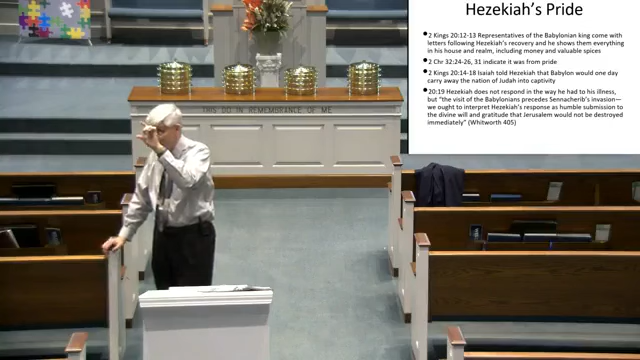 Hezekiah's Pride
• 2 Kings 20:12-13 Representatives of the Babylonian king come with
letters following Hezekiah's recovery and he shows them everything
in his house and realm, including money and valuable spices
• 2 Chr 32:24-26, 31 indicate it was from pride
• 2 Kings 20:14-18 Isaiah told Hezekiah that Babylon would one day
carry away the nation of Judah into captivity
• 20:19 Hezekiah does not respond in the way he had to his illness,
but "the visit of the Babylonians precedes Sennacherib's invasion—
we ought to interpret Hezekiah's response as humble submission to
the divine will and gratitude that Jerusalem would not be destroyed
immediately" (Whitworth 405)
THIS DO IN REMEMBRANCE OF ME